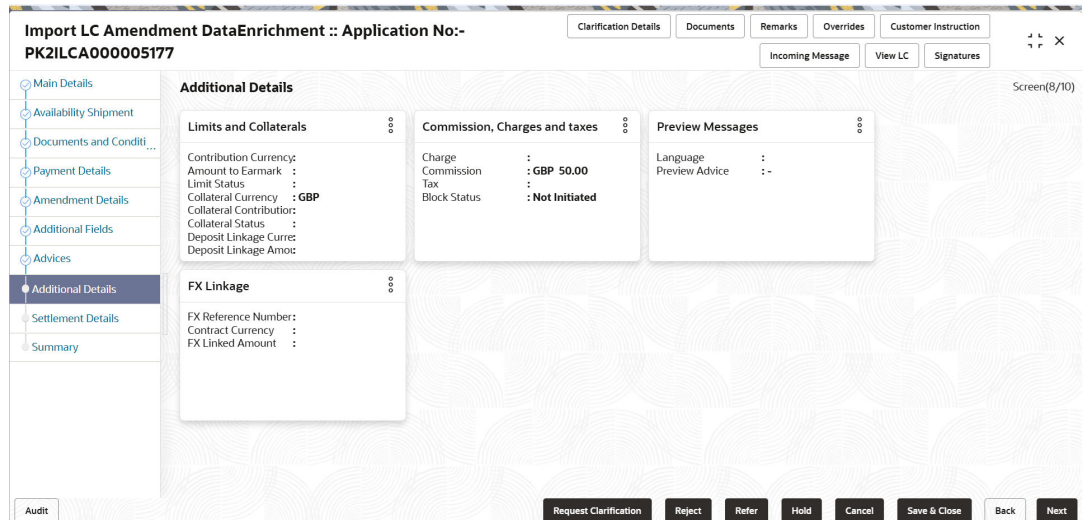 Import LC Amendment DataEnrichment :: Application No:-
PK2ILCA000005177
Clarification Details
Documents
Remarks
Overrides
Customer Instruction
Incoming Message
View LC
Signatures
Main Details
Availability Shipment
Documents and Conditi...
Payment Details
Amendment Details
Additional Fields
Advices
Additional Details
Settlement Details
Summary
Additional Details
Screen(8/10)
Limits and Collaterals
Contribution Currency:
Amount to Earmark :
Limit Status :
Collateral Currency : GBP
Collateral Contribution:
Collateral Status :
Deposit Linkage Curre:
Deposit Linkage Amou:
Commission, Charges and taxes
Charge :
Commission : GBP 50.00
Tax :
Block Status : Not Initiated
Preview Messages
Language :
Preview Advice : -
FX Linkage
FX Reference Number:
Contract Currency :
FX Linked Amount :
Audit
Request Clarification
Reject
Refer
Hold
Cancel
Save & Close
Back
Next